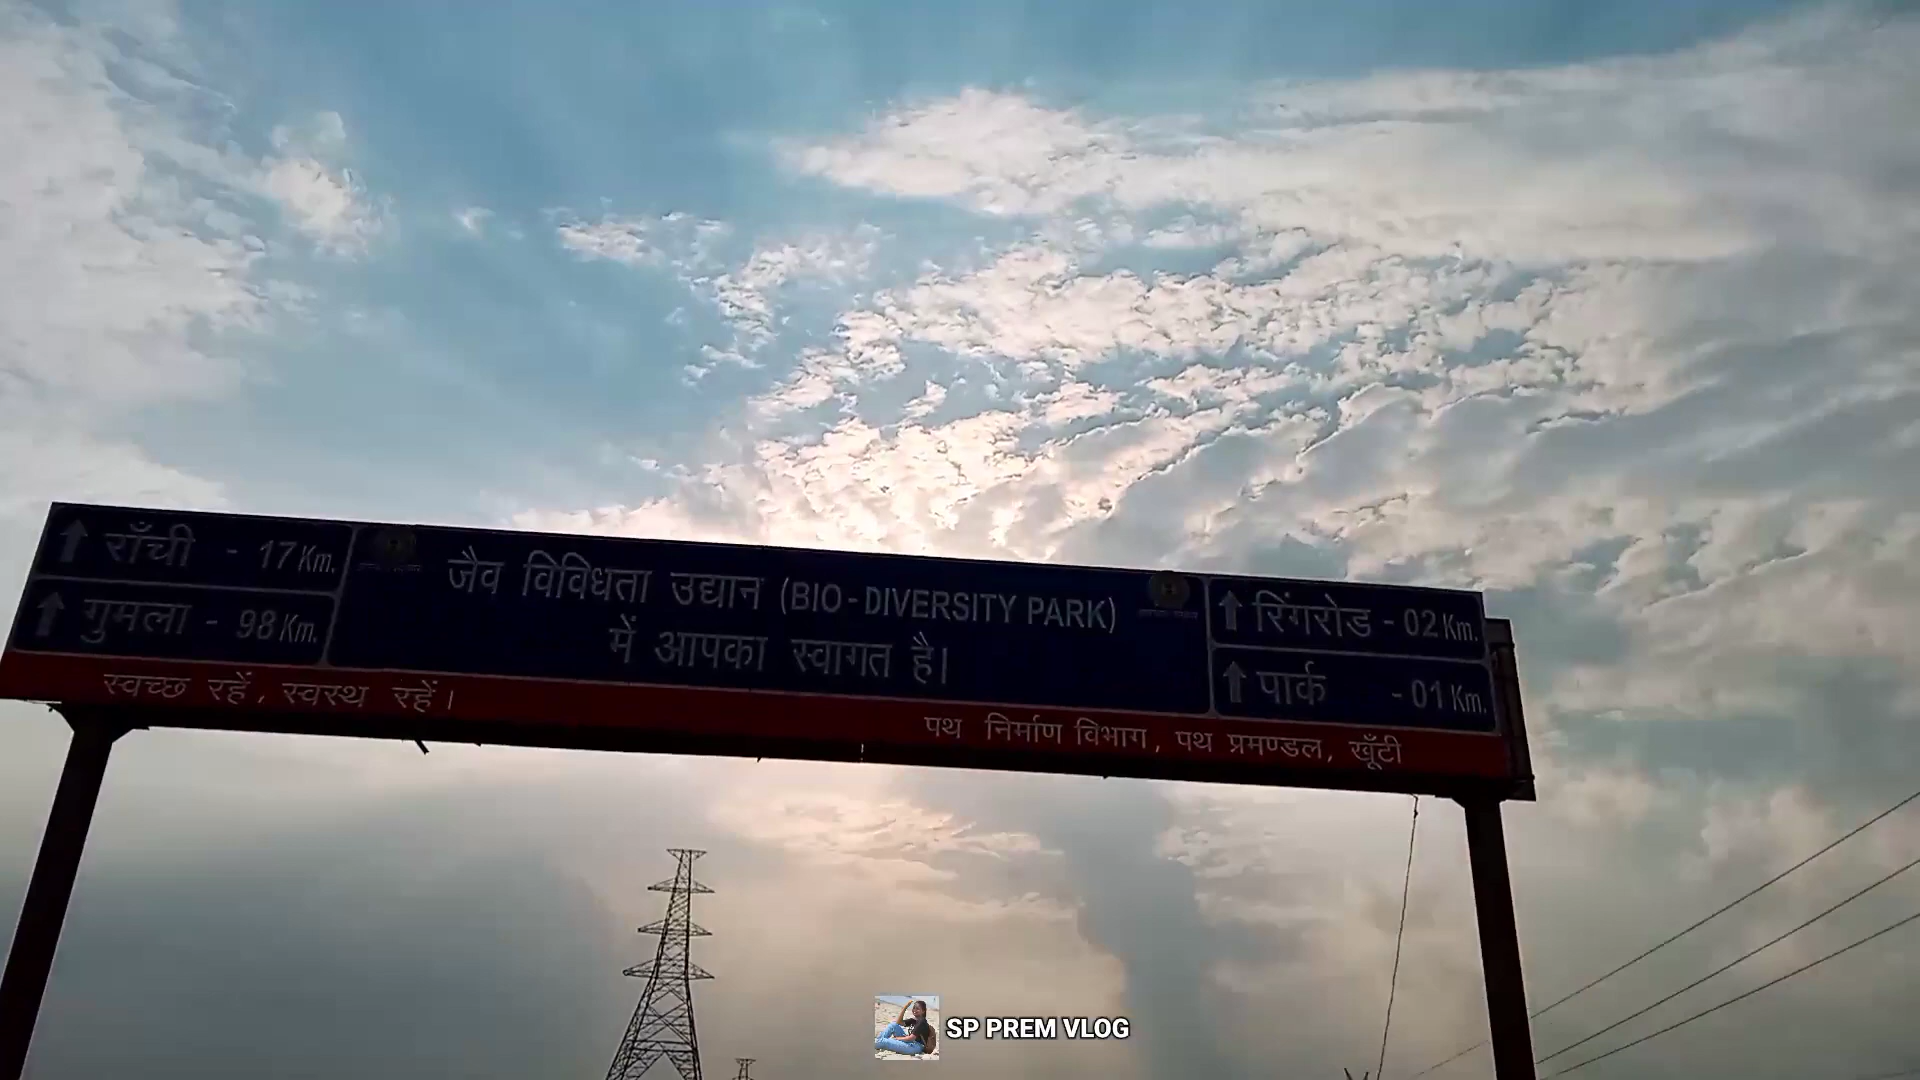 राँची - 17 Km.
गुमला - 98 Km.
जैव विविधता उद्यान (BIO-DIVERSITY PARK)
में आपका स्वागत है।
रिंगरोड - 02 Km.
पार्क - 01 Km.
स्वच्छ रहें, स्वस्थ रहें।
पथ निर्माण विभाग, पथ प्रमण्डल, खूँटी
SP PREM VLOG